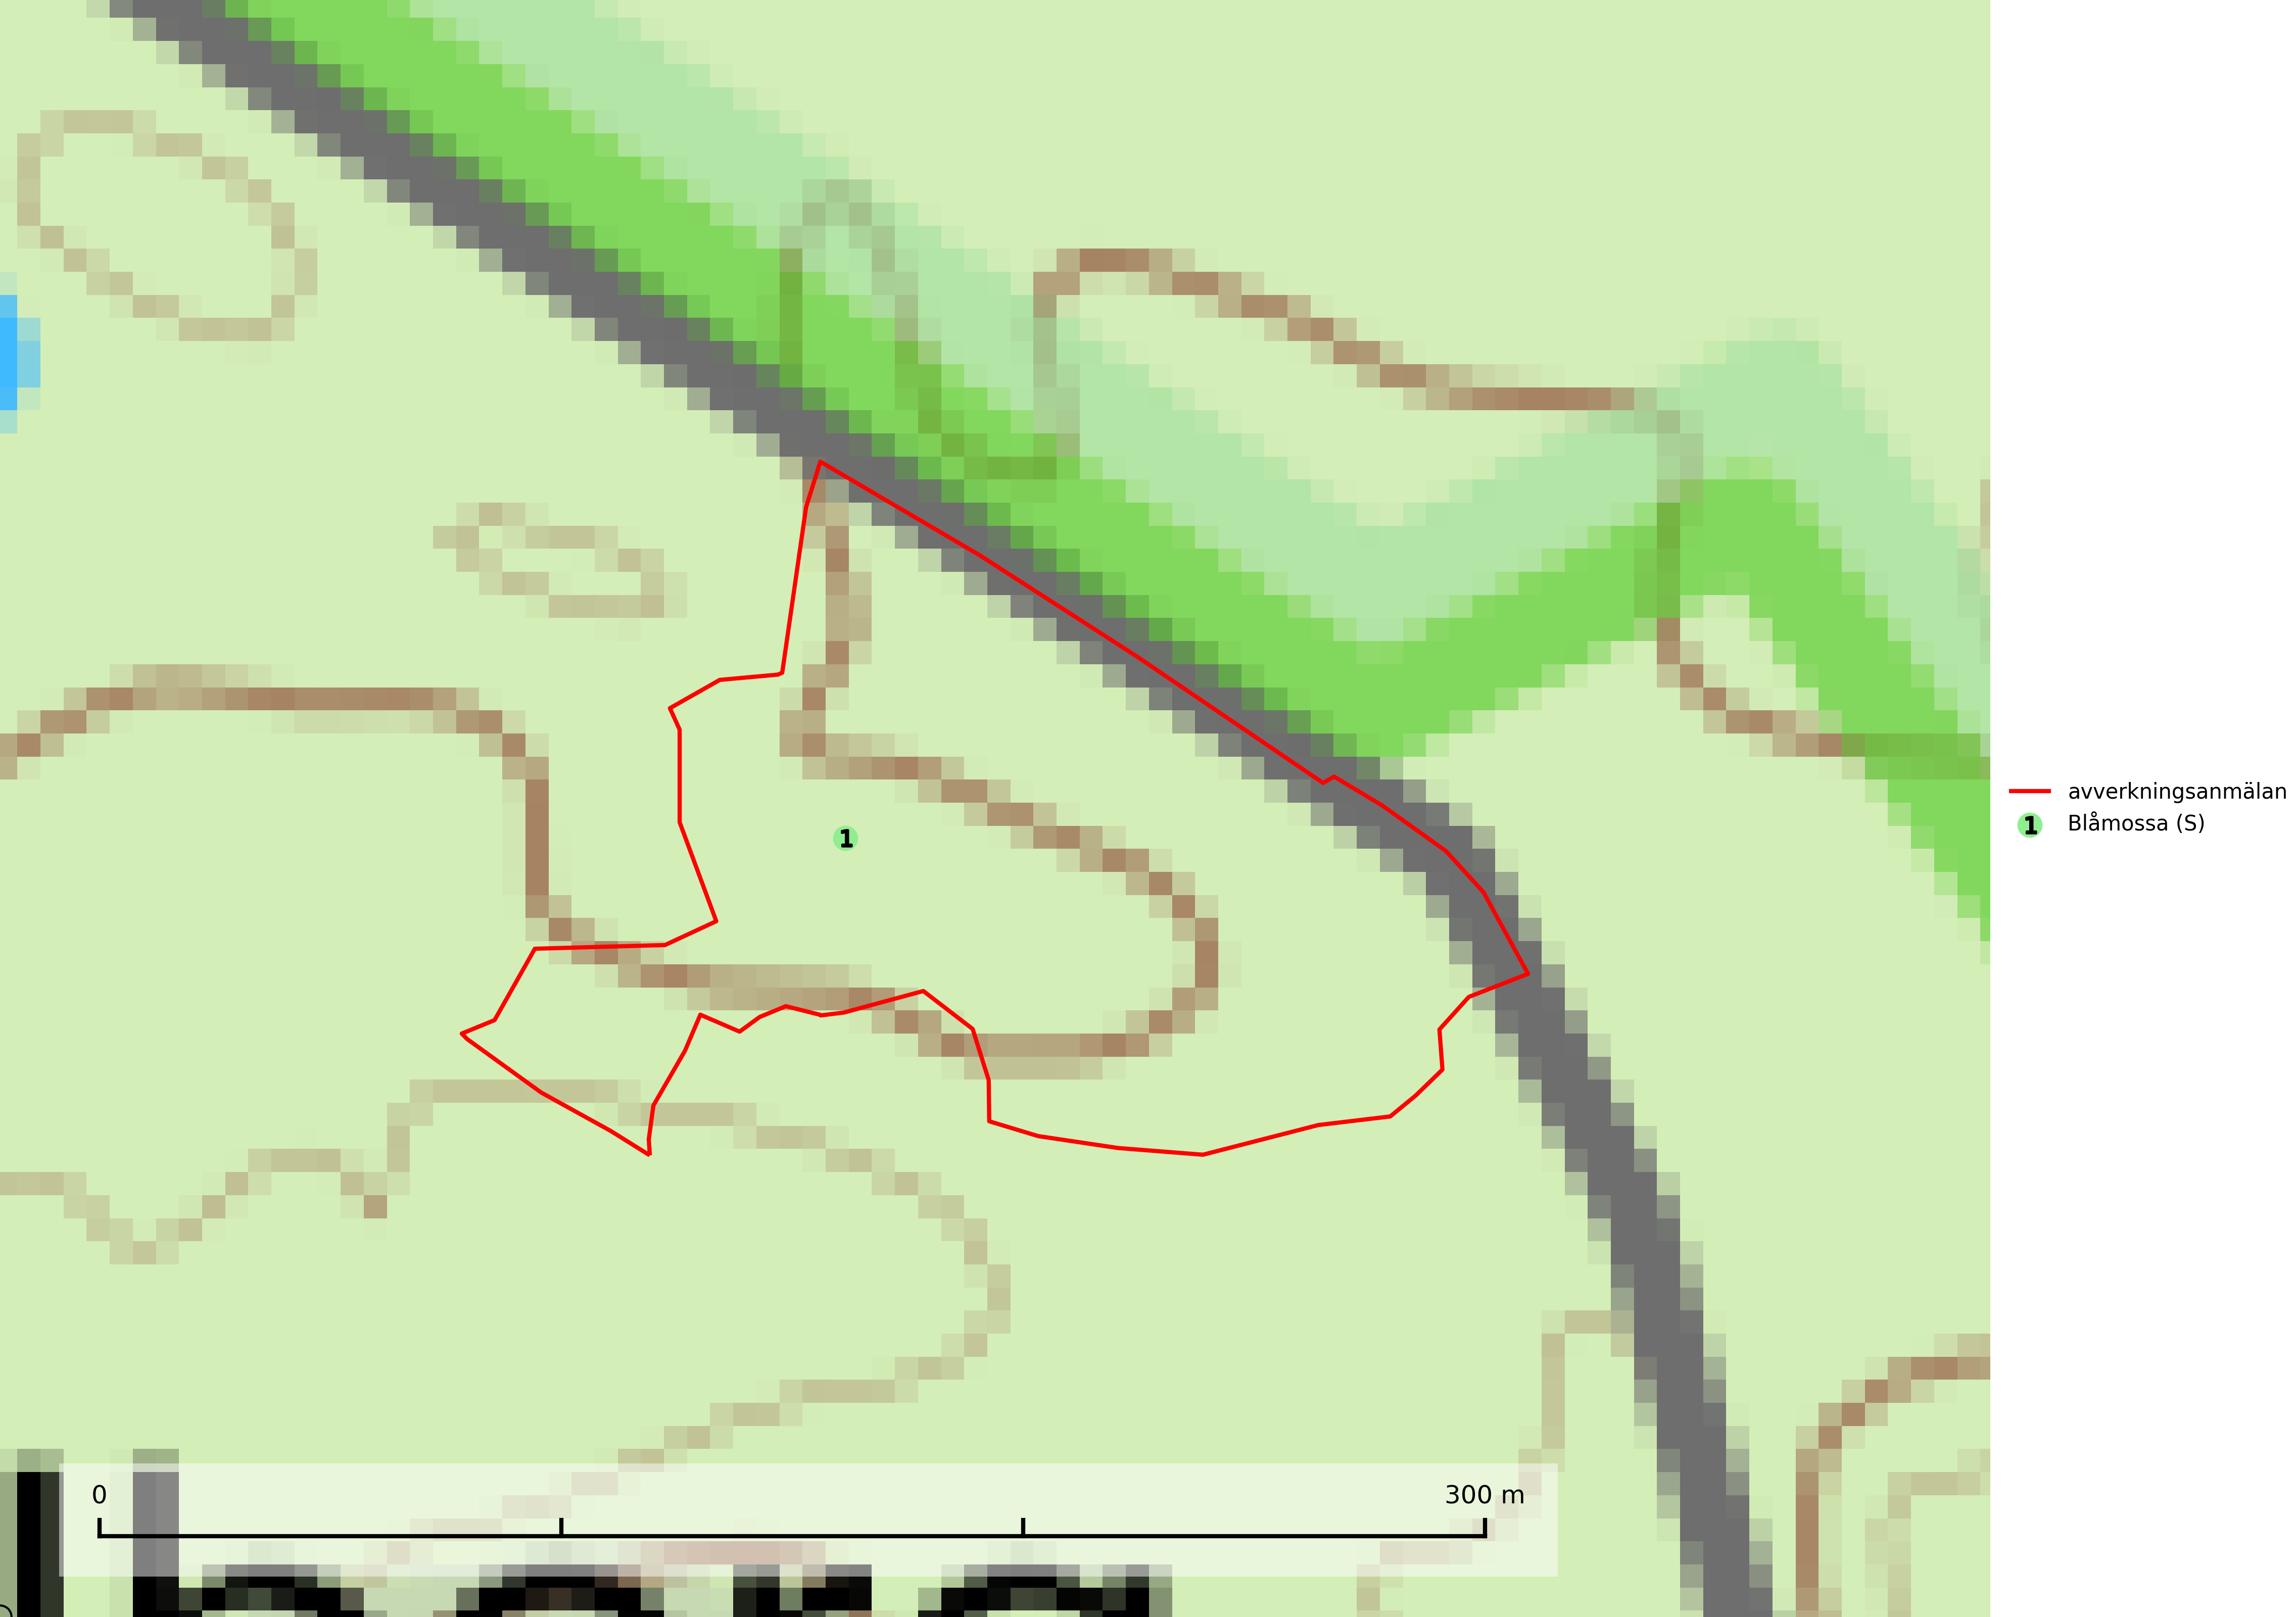 avverkningsanmälan
1 Blåmossa (S)
1
0 300 m